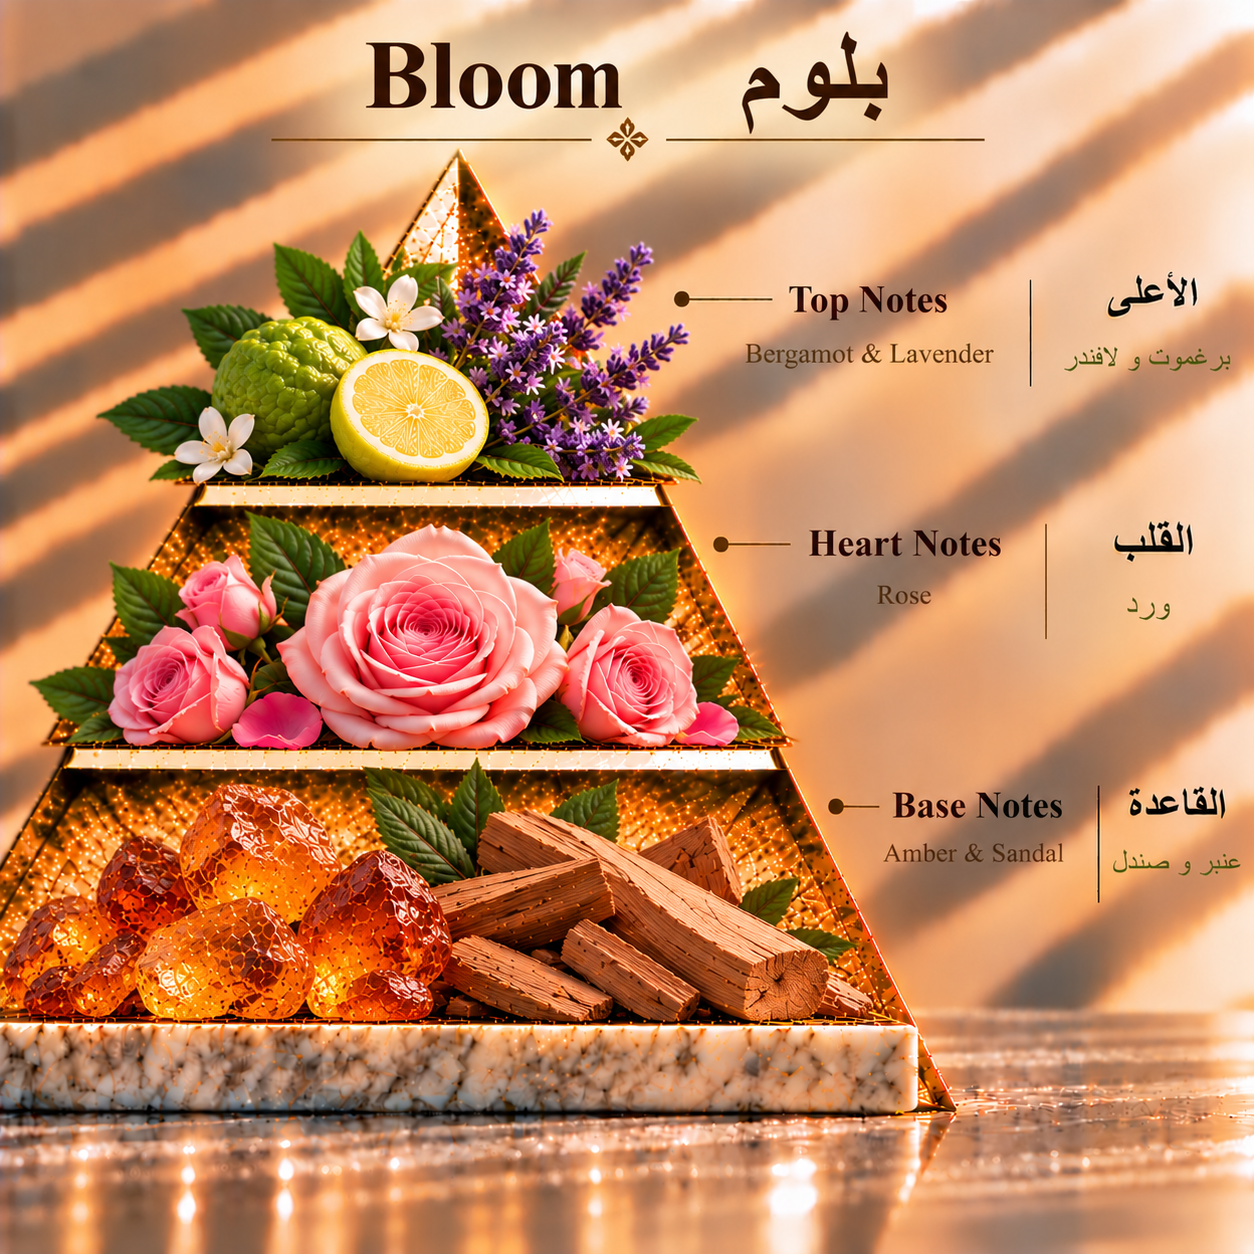 Bloom بلوم
Top Notes
Bergamot & Lavender
الأعلى
برغموت و لافندر
Heart Notes
Rose
القلب
ورد
Base Notes
Amber & Sandal
القاعدة
عنبر و صندل